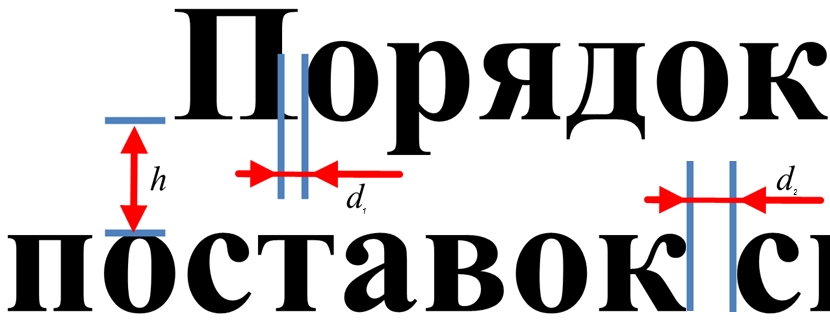 Порядок
h
d₁
d₂
поставок